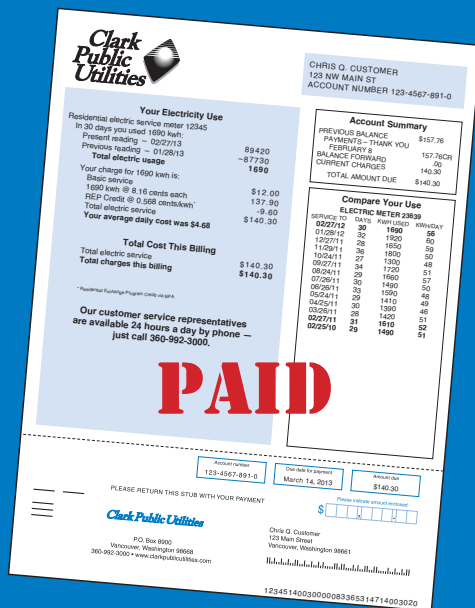 Clark
Public
Utilities
CHRIS Q. CUSTOMER
123 NW MAIN ST
ACCOUNT NUMBER 123-4567-891-0
Your Electricity Use
Residential electric service meter 12345
In 30 days you used 1690 kwh:
Present reading – 02/27/13 89420
Previous reading – 01/28/13 –87730
Total electric usage 1690
Your charge for 1690 kwh is:
Basic service $12.00
1690 kwh @ 8.16 cents each 137.90
REP Credit @ 0.568 cents/kwh* -9.60
Total electric service $140.30
Your average daily cost was $4.68
Total Cost This Billing
Total electric service $140.30
Total charges this billing $140.30
* Residential Exchange Program Credit via BPA
Our customer service representatives
are available 24 hours a day by phone —
just call 360-992-3000.
Account Summary
PREVIOUS BALANCE $157.76
PAYMENTS – THANK YOU
FEBRUARY 8 157.76CR
BALANCE FORWARD .00
CURRENT CHARGES 140.30
TOTAL AMOUNT DUE $140.30
Compare Your Use
ELECTRIC METER 23639
SERVICE TO DAYS KWH USED KWH/DAY
02/27/12 30 1690 56
01/28/12 32 1920 60
12/27/11 28 1650 59
11/29/11 36 1800 50
10/24/11 27 1300 48
09/27/11 34 1720 51
08/24/11 29 1660 57
07/26/11 30 1490 50
06/26/11 33 1590 48
05/24/11 29 1410 49
04/25/11 30 1390 46
03/26/11 28 1420 51
02/27/11 31 1610 52
02/25/10 29 1490 51
PAID
Account number
123-4567-891-0
Due date for payment
March 14, 2013
Amount due
$140.30
PLEASE RETURN THIS STUB WITH YOUR PAYMENT
Please indicate amount enclosed
$
Clark Public Utilities
P.O. Box 8900
Vancouver, Washington 98668
360-992-3000 • www.clarkpublicutilities.com
Chris Q. Customer
123 Main Street
Vancouver, Washington 98661
12345140030000083365314714003020